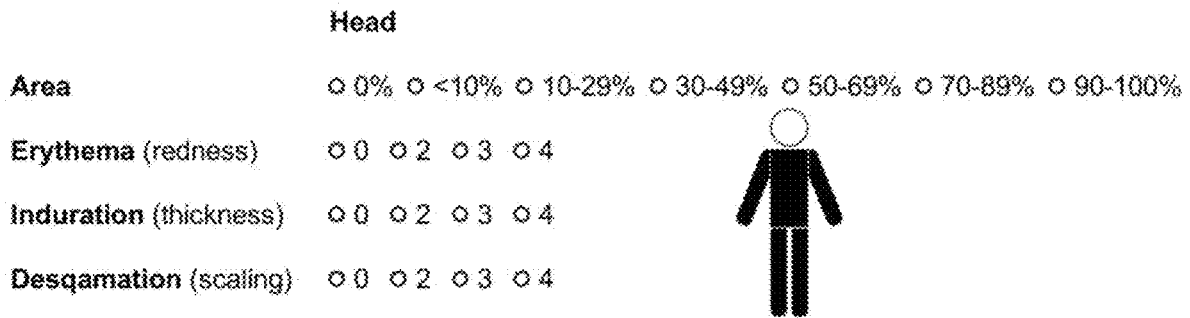 Head
Area ○ 0% ○ <10% ○ 10-29% ○ 30-49% ○ 50-69% ○ 70-89% ○ 90-100%
Erythema (redness) ○ 0 ○ 2 ○ 3 ○ 4
Induration (thickness) ○ 0 ○ 2 ○ 3 ○ 4
Desqamation (scaling) ○ 0 ○ 2 ○ 3 ○ 4